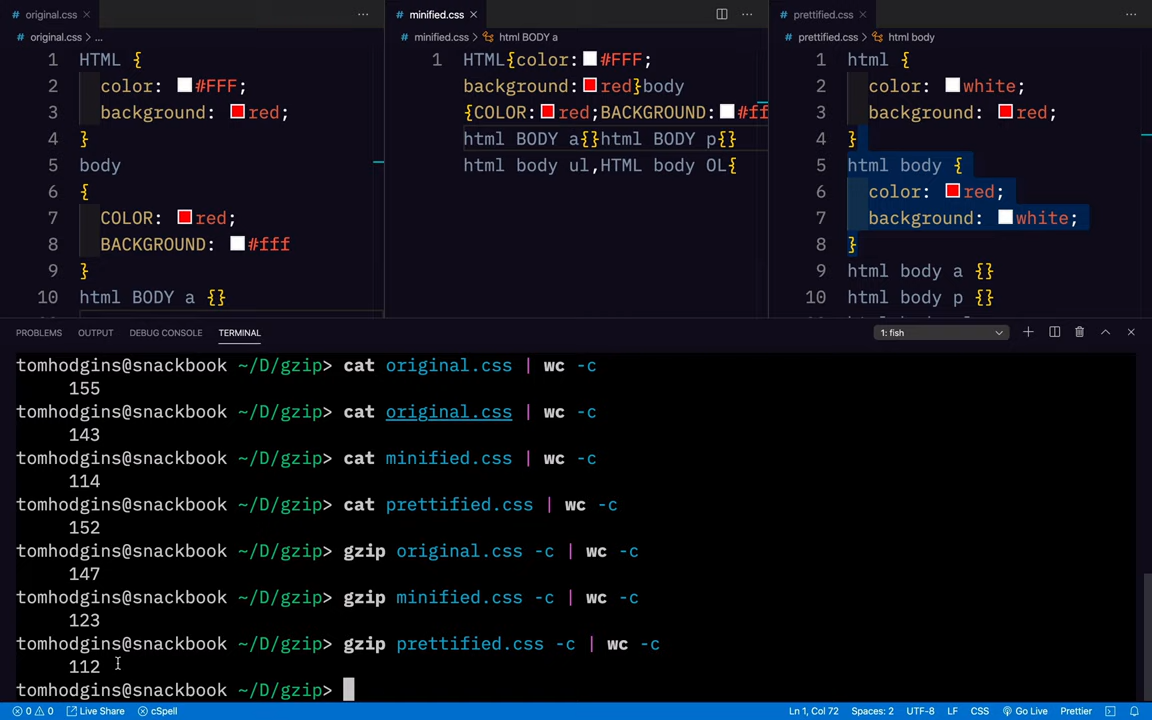 original.css
original.css > ...
1 HTML {
2 color: #FFF;
3 background: red;
4 }
5 body
6 {
7 COLOR: red;
8 BACKGROUND: #fff
9 }
10 html BODY a {}
minified.css
minified.css > html BODY a
1 HTML{color: #FFF;
background: red}body
{COLOR: red;BACKGROUND: #ff
html BODY a{}html BODY p{}
html body ul,HTML body OL{
prettified.css
prettified.css > html body
1 html {
2 color: white;
3 background: red;
4 }
5 html body {
6 color: red;
7 background: white;
8 }
9 html body a {}
10 html body p {}
PROBLEMS OUTPUT DEBUG CONSOLE TERMINAL 1: fish
tomhodgins@snackbook ~/D/gzip> cat original.css | wc -c
155
tomhodgins@snackbook ~/D/gzip> cat original.css | wc -c
143
tomhodgins@snackbook ~/D/gzip> cat minified.css | wc -c
114
tomhodgins@snackbook ~/D/gzip> cat prettified.css | wc -c
152
tomhodgins@snackbook ~/D/gzip> gzip original.css -c | wc -c
147
tomhodgins@snackbook ~/D/gzip> gzip minified.css -c | wc -c
123
tomhodgins@snackbook ~/D/gzip> gzip prettified.css -c | wc -c
112
tomhodgins@snackbook ~/D/gzip>
0 0 Live Share cSpell Ln 1, Col 72 Spaces: 2 UTF-8 LF CSS Go Live Prettier